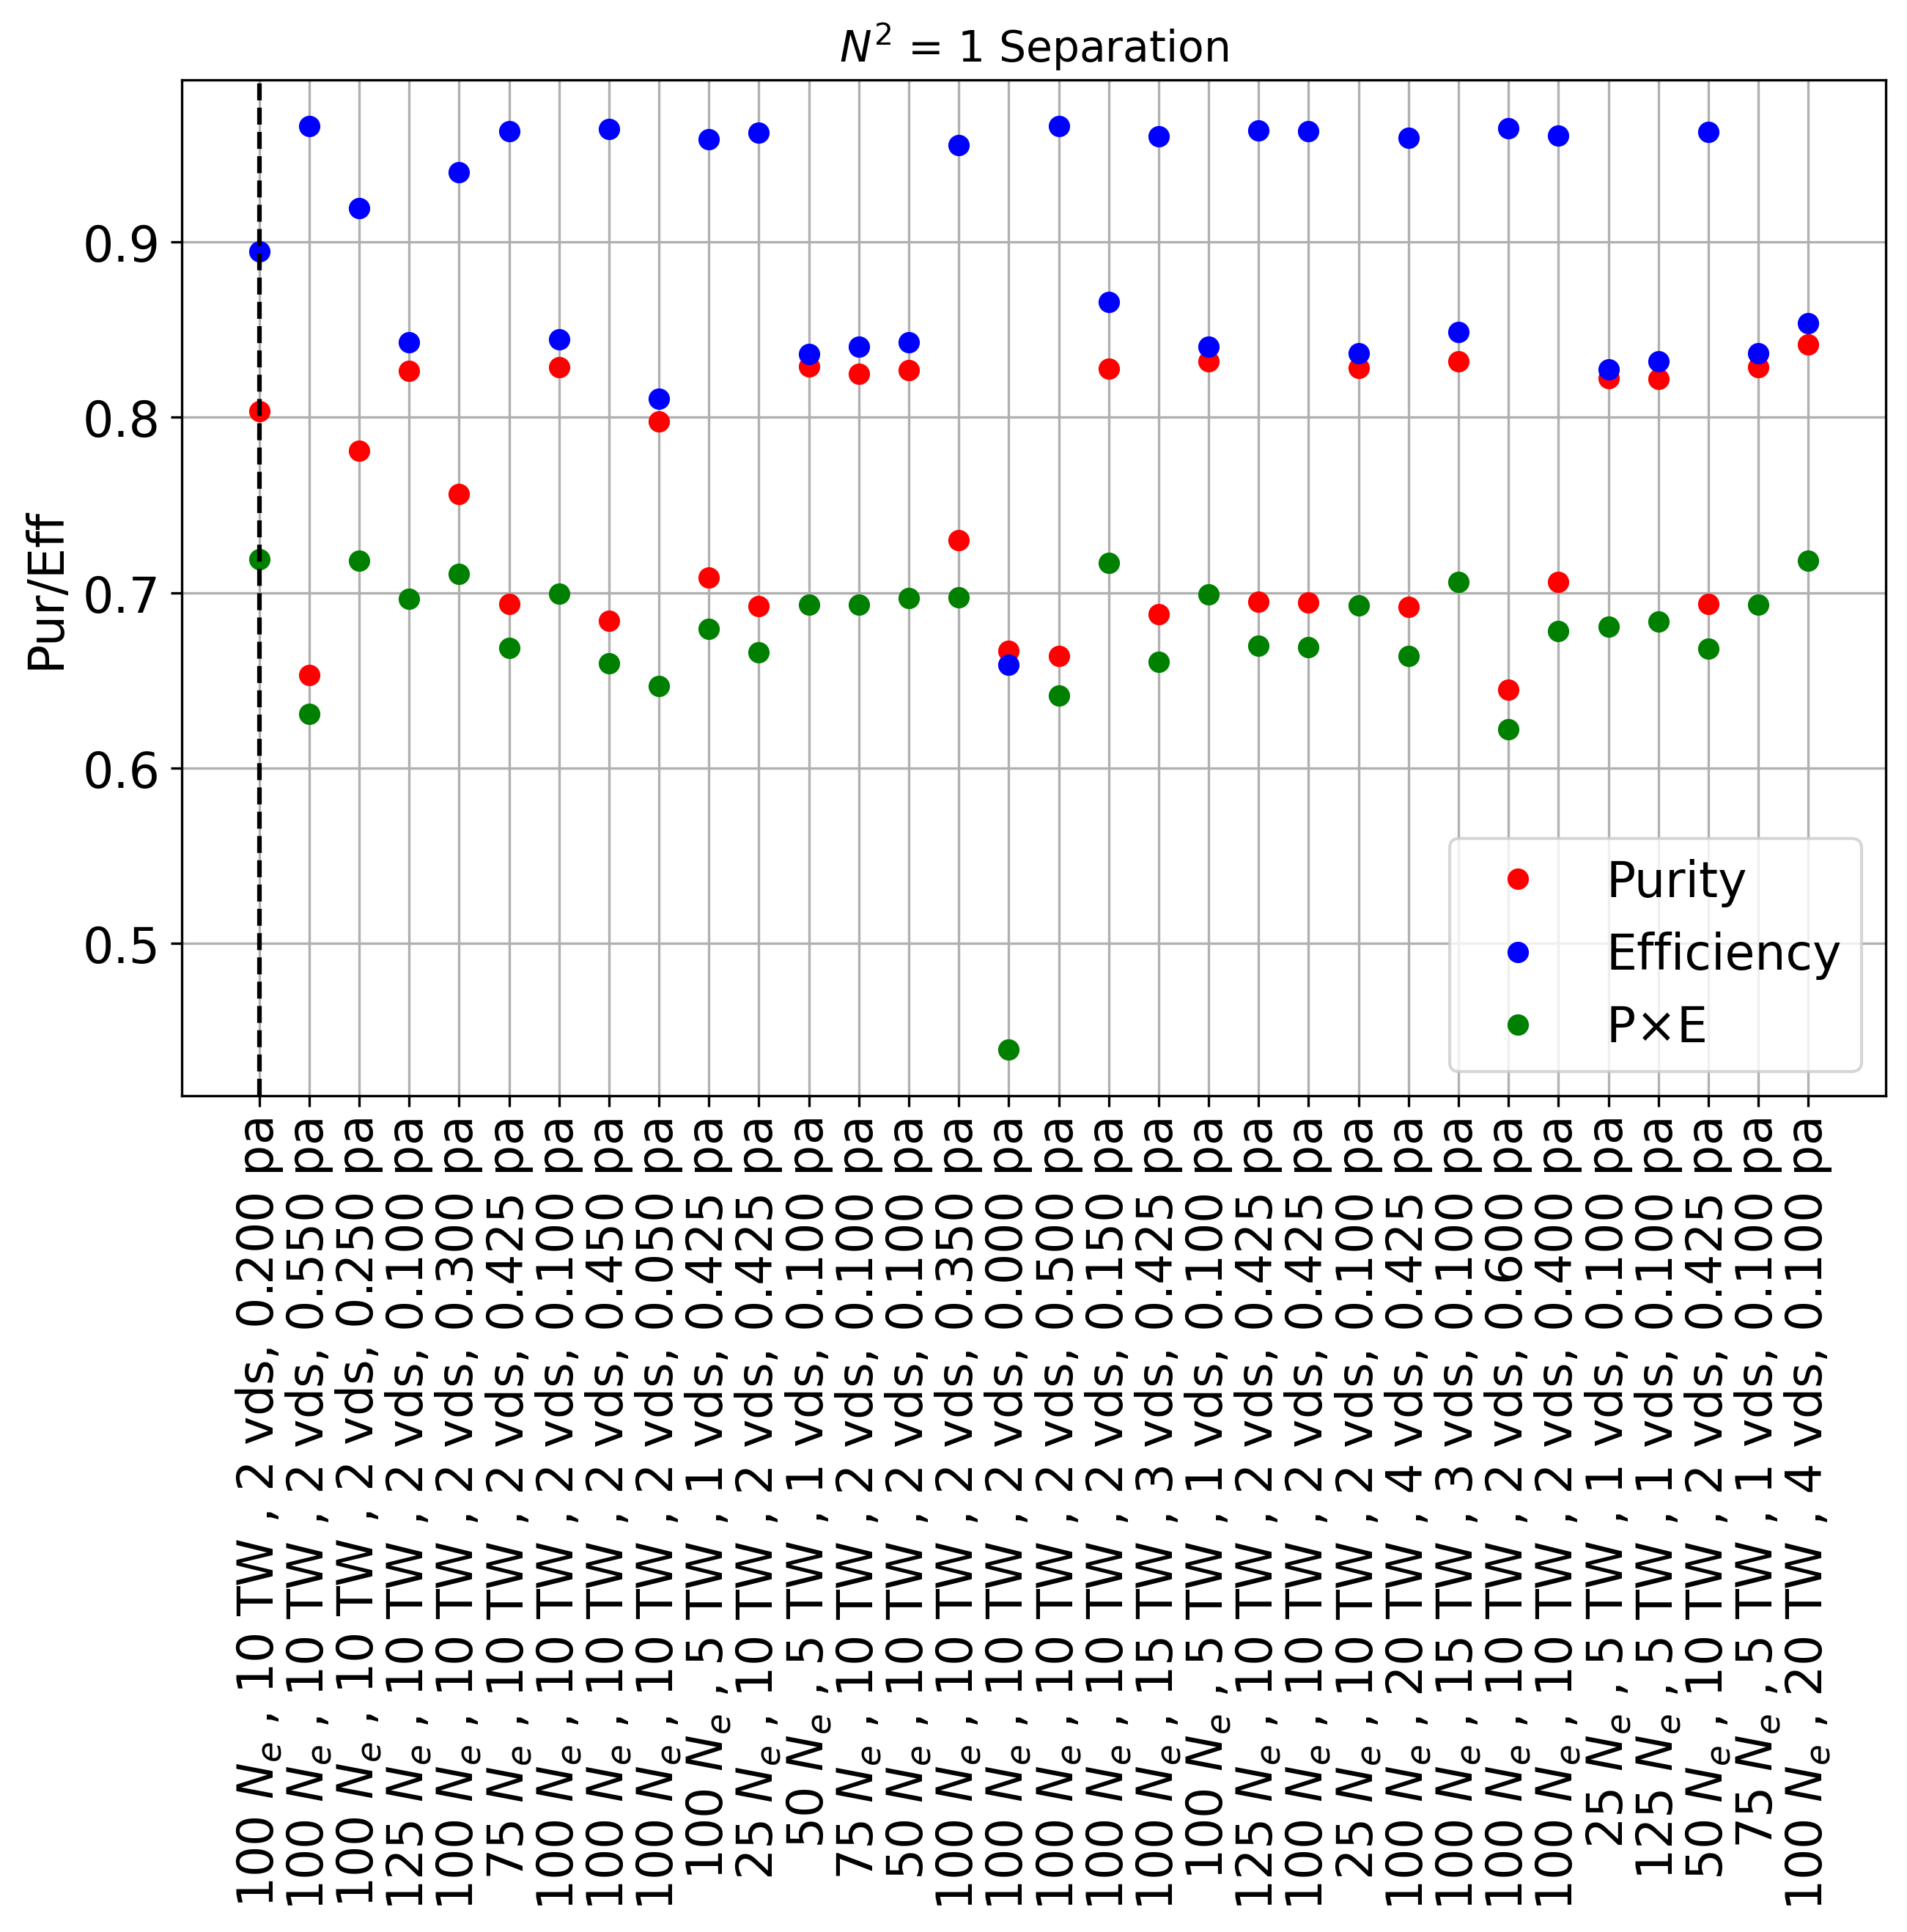 N² = 1 Separation
Pur/Eff
0.9
0.8
0.7
0.6
0.5
Purity
Efficiency
P×E
100 Nₑ , 10 TW , 2 vds, 0.200 pa
100 Nₑ , 10 TW , 2 vds, 0.550 pa
100 Nₑ , 10 TW , 2 vds, 0.250 pa
125 Nₑ , 10 TW , 2 vds, 0.100 pa
100 Nₑ , 10 TW , 2 vds, 0.300 pa
75 Nₑ , 10 TW , 2 vds, 0.425 pa
100 Nₑ , 10 TW , 2 vds, 0.100 pa
100 Nₑ , 10 TW , 2 vds, 0.450 pa
100 Nₑ , 10 TW , 2 vds, 0.050 pa
100 Nₑ , 5 TW , 1 vds, 0.425 pa
25 Nₑ , 10 TW , 2 vds, 0.425 pa
50 Nₑ , 5 TW , 1 vds, 0.100 pa
75 Nₑ , 10 TW , 2 vds, 0.100 pa
50 Nₑ , 10 TW , 2 vds, 0.100 pa
100 Nₑ , 10 TW , 2 vds, 0.350 pa
100 Nₑ , 10 TW , 2 vds, 0.000 pa
100 Nₑ , 10 TW , 2 vds, 0.500 pa
100 Nₑ , 10 TW , 2 vds, 0.150 pa
100 Nₑ , 15 TW , 3 vds, 0.425 pa
100 Nₑ , 5 TW , 1 vds, 0.100 pa
125 Nₑ , 10 TW , 2 vds, 0.425 pa
100 Nₑ , 10 TW , 2 vds, 0.425 pa
25 Nₑ , 10 TW , 2 vds, 0.100 pa
100 Nₑ , 20 TW , 4 vds, 0.425 pa
100 Nₑ , 15 TW , 3 vds, 0.100 pa
100 Nₑ , 10 TW , 2 vds, 0.600 pa
100 Nₑ , 10 TW , 2 vds, 0.400 pa
25 Nₑ , 5 TW , 1 vds, 0.100 pa
125 Nₑ , 5 TW , 1 vds, 0.100 pa
50 Nₑ , 10 TW , 2 vds, 0.425 pa
75 Nₑ , 5 TW , 1 vds, 0.100 pa
100 Nₑ , 20 TW , 4 vds, 0.100 pa